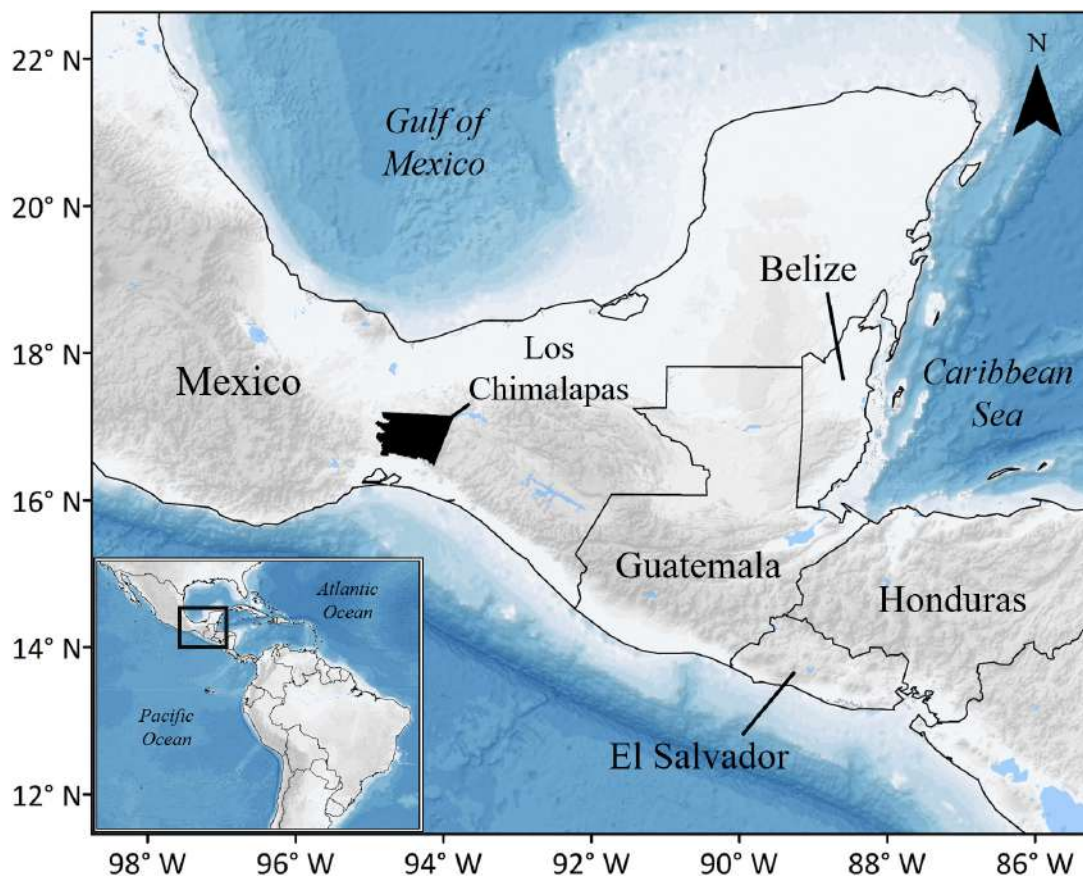 22° N
20° N
18° N
16° N
14° N
12° N
N
Gulf of
Mexico
Belize
Los
Chimalapas
Mexico
Caribbean
Sea
Guatemala
Honduras
El Salvador
Atlantic
Ocean
Pacific
Ocean
98° W
96° W
94° W
92° W
90° W
88° W
86° W